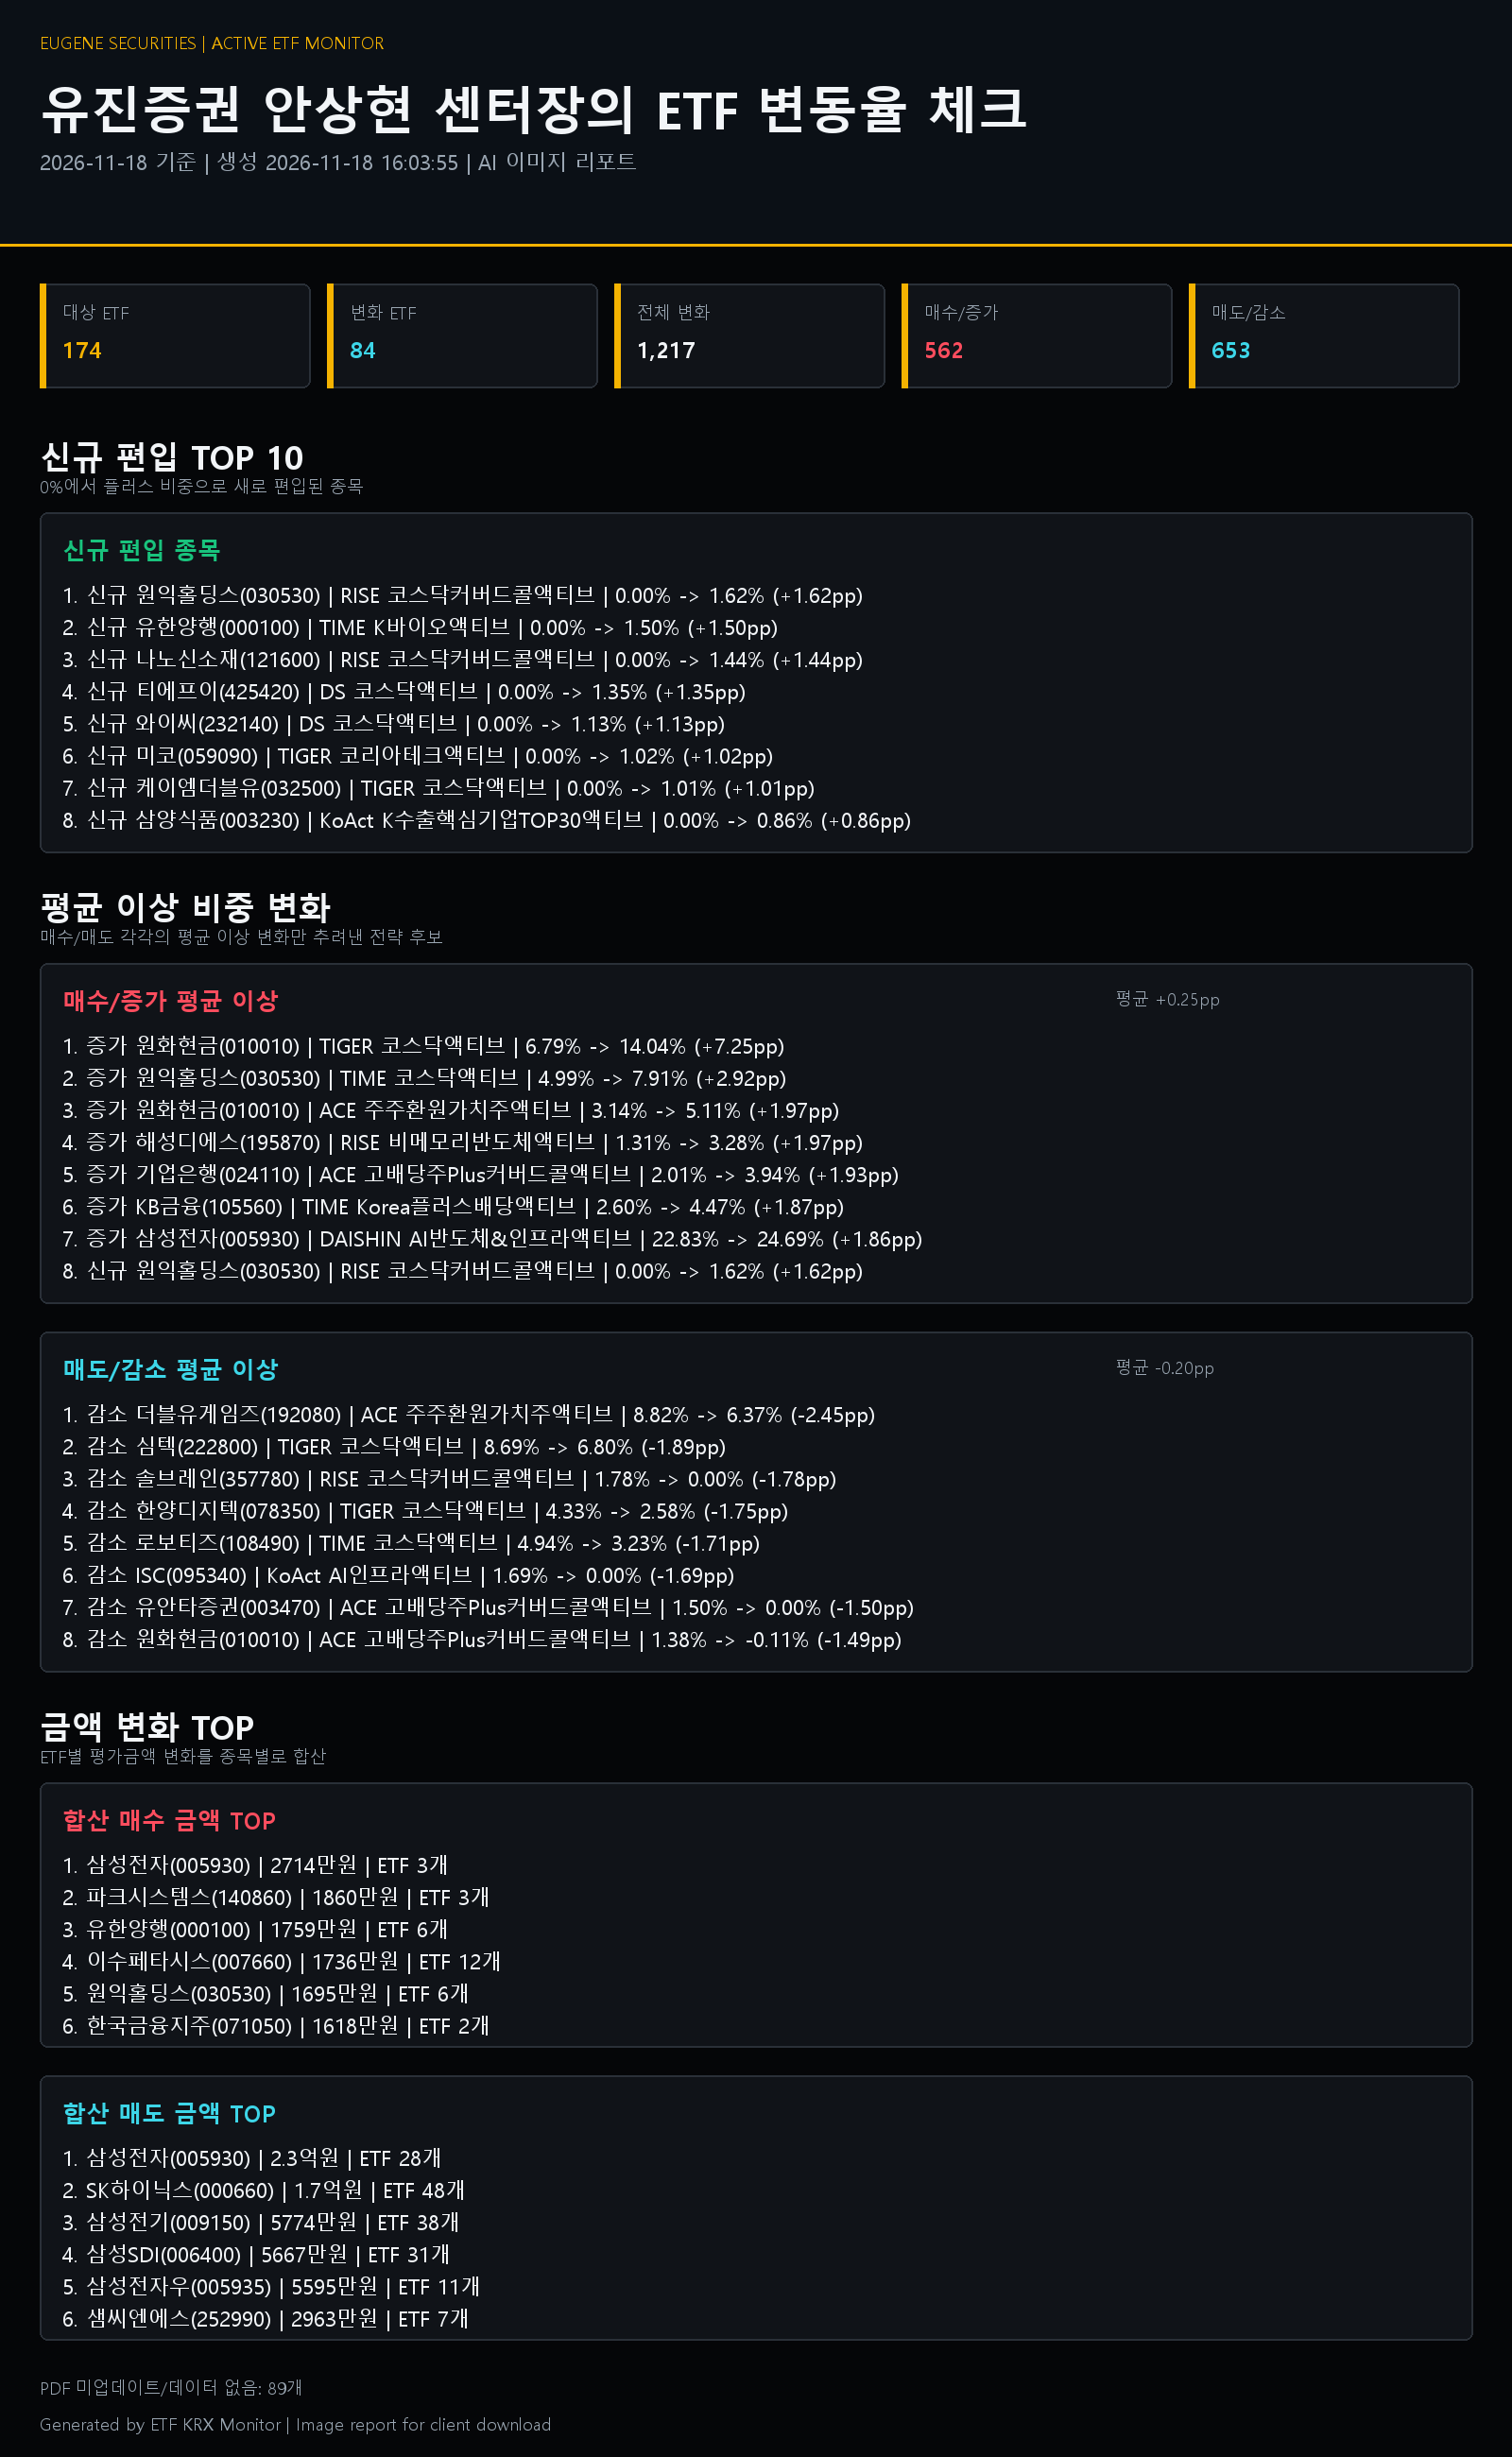 EUGENE SECURITIES | ACTIVE ETF MONITOR
유진증권 안상현 센터장의 ETF 변동율 체크
2026-11-18 기준 | 생성 2026-11-18 16:03:55 | AI 이미지 리포트
대상 ETF
174
변화 ETF
84
전체 변화
1,217
매수/증가
562
매도/감소
653
신규 편입 TOP 10
0%에서 플러스 비중으로 새로 편입된 종목
신규 편입 종목
1. 신규 원익홀딩스(030530) | RISE 코스닥커버드콜액티브 | 0.00% -> 1.62% (+1.62pp)
2. 신규 유한양행(000100) | TIME K바이오액티브 | 0.00% -> 1.50% (+1.50pp)
3. 신규 나노신소재(121600) | RISE 코스닥커버드콜액티브 | 0.00% -> 1.44% (+1.44pp)
4. 신규 티에프이(425420) | DS 코스닥액티브 | 0.00% -> 1.35% (+1.35pp)
5. 신규 와이씨(232140) | DS 코스닥액티브 | 0.00% -> 1.13% (+1.13pp)
6. 신규 미코(059090) | TIGER 코리아테크액티브 | 0.00% -> 1.02% (+1.02pp)
7. 신규 케이엠더블유(032500) | TIGER 코스닥액티브 | 0.00% -> 1.01% (+1.01pp)
8. 신규 삼양식품(003230) | KoAct K수출핵심기업TOP30액티브 | 0.00% -> 0.86% (+0.86pp)
평균 이상 비중 변화
매수/매도 각각의 평균 이상 변화만 추려낸 전략 후보
매수/증가 평균 이상
평균 +0.25pp
1. 증가 원화현금(010010) | TIGER 코스닥액티브 | 6.79% -> 14.04% (+7.25pp)
2. 증가 원익홀딩스(030530) | TIME 코스닥액티브 | 4.99% -> 7.91% (+2.92pp)
3. 증가 원화현금(010010) | ACE 주주환원가치주액티브 | 3.14% -> 5.11% (+1.97pp)
4. 증가 해성디에스(195870) | RISE 비메모리반도체액티브 | 1.31% -> 3.28% (+1.97pp)
5. 증가 기업은행(024110) | ACE 고배당주Plus커버드콜액티브 | 2.01% -> 3.94% (+1.93pp)
6. 증가 KB금융(105560) | TIME Korea플러스배당액티브 | 2.60% -> 4.47% (+1.87pp)
7. 증가 삼성전자(005930) | DAISHIN AI반도체&인프라액티브 | 22.83% -> 24.69% (+1.86pp)
8. 신규 원익홀딩스(030530) | RISE 코스닥커버드콜액티브 | 0.00% -> 1.62% (+1.62pp)
매도/감소 평균 이상
평균 -0.20pp
1. 감소 더블유게임즈(192080) | ACE 주주환원가치주액티브 | 8.82% -> 6.37% (-2.45pp)
2. 감소 심텍(222800) | TIGER 코스닥액티브 | 8.69% -> 6.80% (-1.89pp)
3. 감소 솔브레인(357780) | RISE 코스닥커버드콜액티브 | 1.78% -> 0.00% (-1.78pp)
4. 감소 한양디지텍(078350) | TIGER 코스닥액티브 | 4.33% -> 2.58% (-1.75pp)
5. 감소 로보티즈(108490) | TIME 코스닥액티브 | 4.94% -> 3.23% (-1.71pp)
6. 감소 ISC(095340) | KoAct AI인프라액티브 | 1.69% -> 0.00% (-1.69pp)
7. 감소 유안타증권(003470) | ACE 고배당주Plus커버드콜액티브 | 1.50% -> 0.00% (-1.50pp)
8. 감소 원화현금(010010) | ACE 고배당주Plus커버드콜액티브 | 1.38% -> -0.11% (-1.49pp)
금액 변화 TOP
ETF별 평가금액 변화를 종목별로 합산
합산 매수 금액 TOP
1. 삼성전자(005930) | 2714만원 | ETF 3개
2. 파크시스템스(140860) | 1860만원 | ETF 3개
3. 유한양행(000100) | 1759만원 | ETF 6개
4. 이수페타시스(007660) | 1736만원 | ETF 12개
5. 원익홀딩스(030530) | 1695만원 | ETF 6개
6. 한국금융지주(071050) | 1618만원 | ETF 2개
합산 매도 금액 TOP
1. 삼성전자(005930) | 2.3억원 | ETF 28개
2. SK하이닉스(000660) | 1.7억원 | ETF 48개
3. 삼성전기(009150) | 5774만원 | ETF 38개
4. 삼성SDI(006400) | 5667만원 | ETF 31개
5. 삼성전자우(005935) | 5595만원 | ETF 11개
6. 샘씨엔에스(252990) | 2963만원 | ETF 7개
PDF 미업데이트/데이터 없음: 89개
Generated by ETF KRX Monitor | Image report for client download